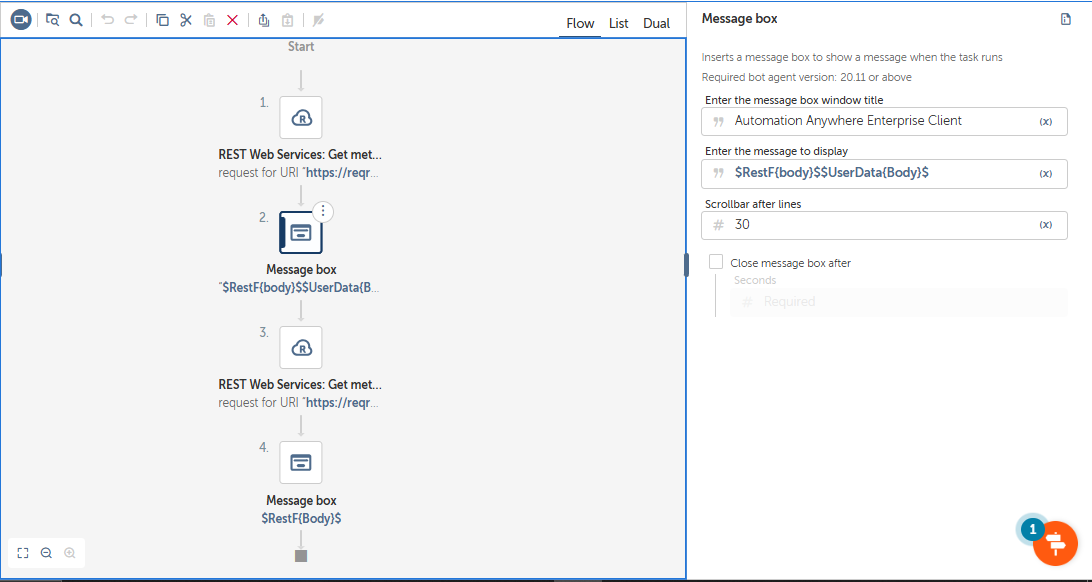 Flow List Dual
Start
1.
REST Web Services: Get met...
request for URI "https://reqr...
2.
Message box
"$RestF{body}$$UserData{B...
3.
REST Web Services: Get met...
request for URI "https://reqr...
4.
Message box
$RestF{Body}$
Message box
Inserts a message box to show a message when the task runs
Required bot agent version: 20.11 or above
Enter the message box window title
Automation Anywhere Enterprise Client (x)
Enter the message to display
$RestF{body}$$UserData{Body}$ (x)
Scrollbar after lines
# 30 (x)
Close message box after
Seconds
# Required
1